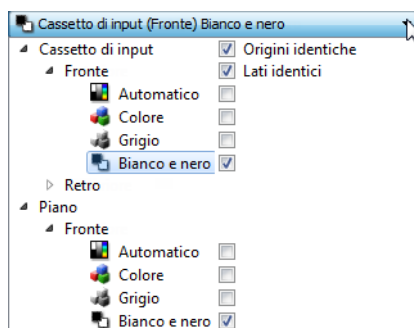 Cassetto di input (Fronte) Bianco e nero
Cassetto di input Origini identiche
Fronte Lati identici
Automatico
Colore
Grigio
Bianco e nero
Retro
Piano
Fronte
Automatico
Colore
Grigio
Bianco e nero